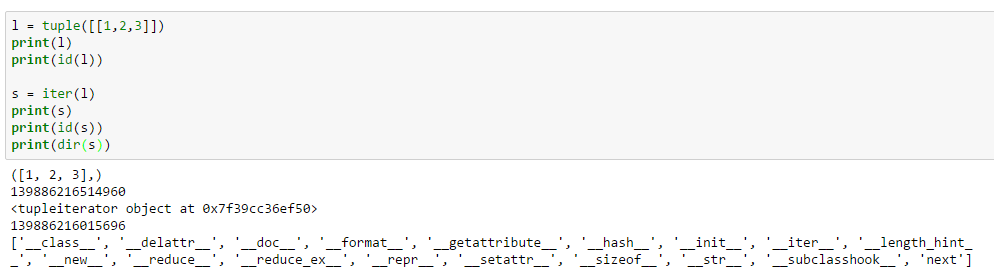 l = tuple([[1,2,3]])
print(l)
print(id(l))
s = iter(l)
print(s)
print(id(s))
print(dir(s))
([1, 2, 3],)
139886216514960
<tupleiterator object at 0x7f39cc36ef50>
139886216015696
['__class__', '__delattr__', '__doc__', '__format__', '__getattribute__', '__hash__', '__init__', '__iter__', '__length_hint_
_', '__new__', '__reduce__', '__reduce_ex__', '__repr__', '__setattr__', '__sizeof__', '__str__', '__subclasshook__', 'next']